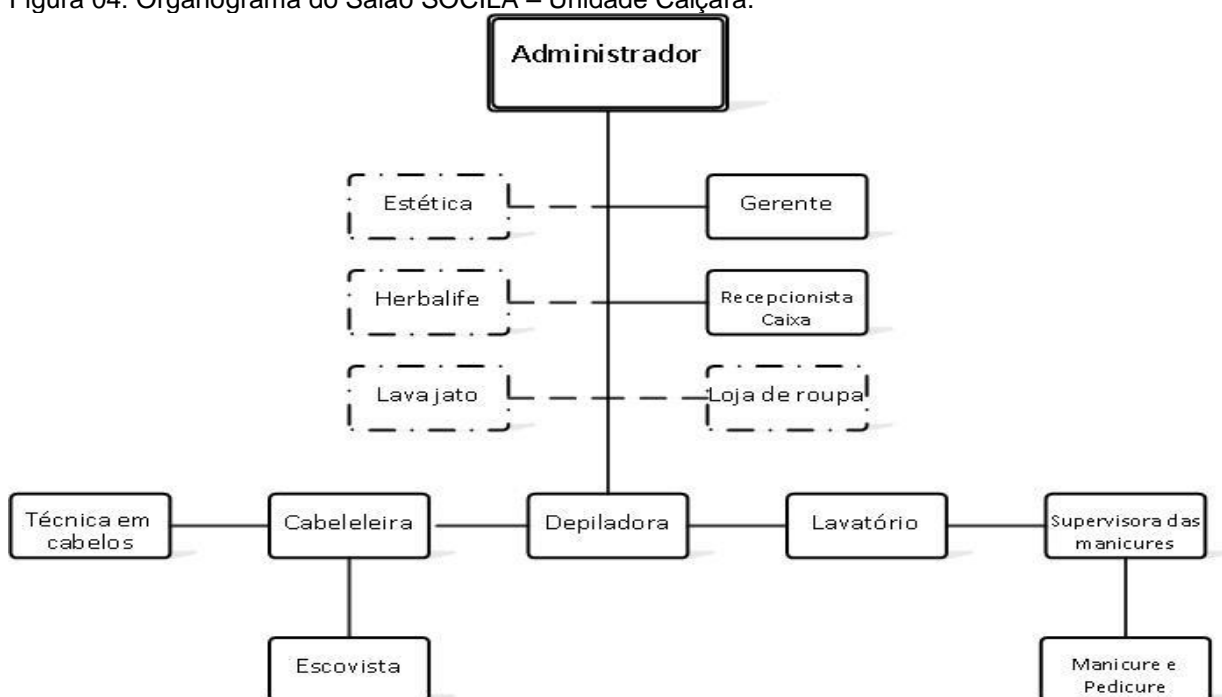 Figura 04: Organograma do Salão SOCILA – Unidade Caiçara.
Administrador
Estética
Gerente
Herbalife
Recepcionista
Caixa
Lava jato
Loja de roupa
Técnica em
cabelos
Cabeleleira
Depiladora
Lavatório
Supervisora das
manicures
Escovista
Manicure e
Pedicure